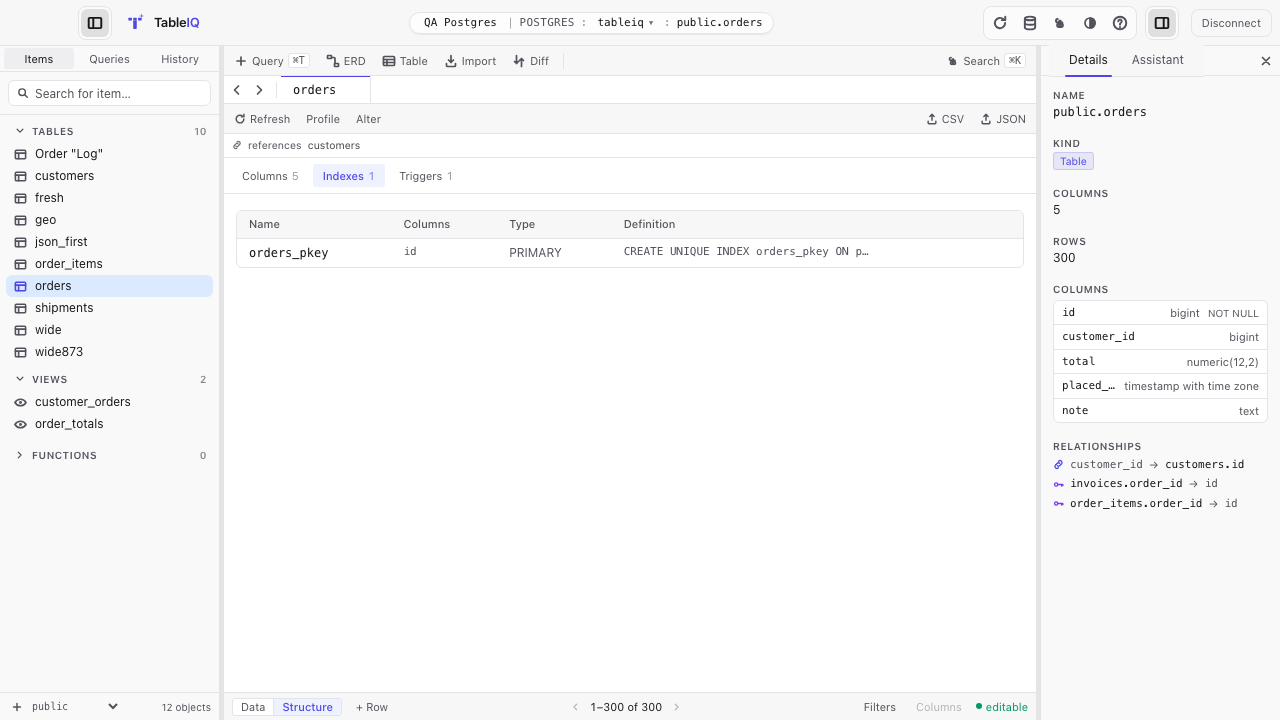 TableIQ
QA Postgres | POSTGRES : tableiq ▾ : public.orders
Disconnect
Items Queries History
Search for item...
TABLES 10
Order "Log"
customers
fresh
geo
json_first
order_items
orders
shipments
wide
wide873
VIEWS 2
customer_orders
order_totals
FUNCTIONS 0
+ public 12 objects
+ Query ⌘T ERD Table Import Diff Search ⌘K
orders
Refresh Profile Alter CSV JSON
references customers
Columns 5 Indexes 1 Triggers 1
Name Columns Type Definition
orders_pkey id PRIMARY CREATE UNIQUE INDEX orders_pkey ON p…
Data Structure + Row 1–300 of 300 Filters Columns editable
Details Assistant
NAME
public.orders
KIND
Table
COLUMNS
5
ROWS
300
COLUMNS
id bigint NOT NULL
customer_id bigint
total numeric(12,2)
placed_… timestamp with time zone
note text
RELATIONSHIPS
customer_id → customers.id
invoices.order_id → id
order_items.order_id → id